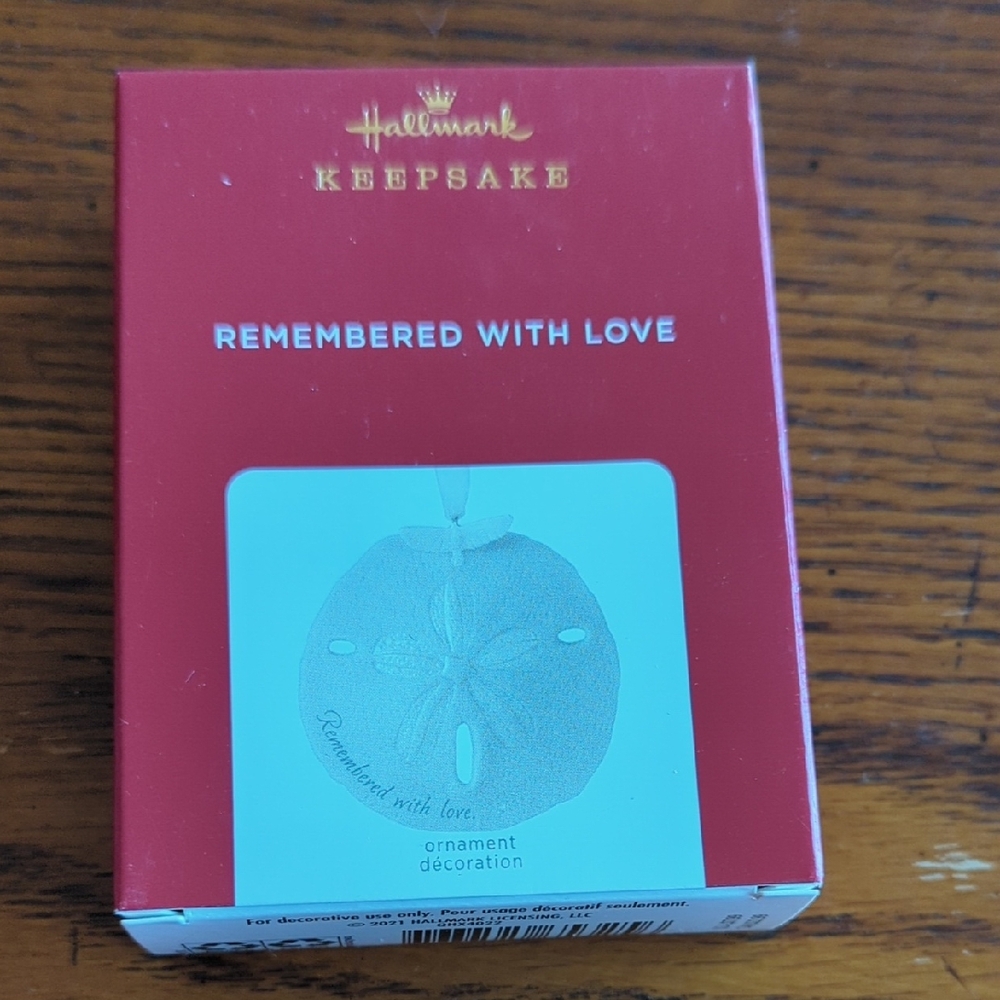 Hallmark
KEEPSAKE
REMEMBERED WITH LOVE
Remembered with love.
ornament
décoration
For decorative use only. Pour usage décoratif seulement.
© 2021 HALLMARK LICENSING, LLC